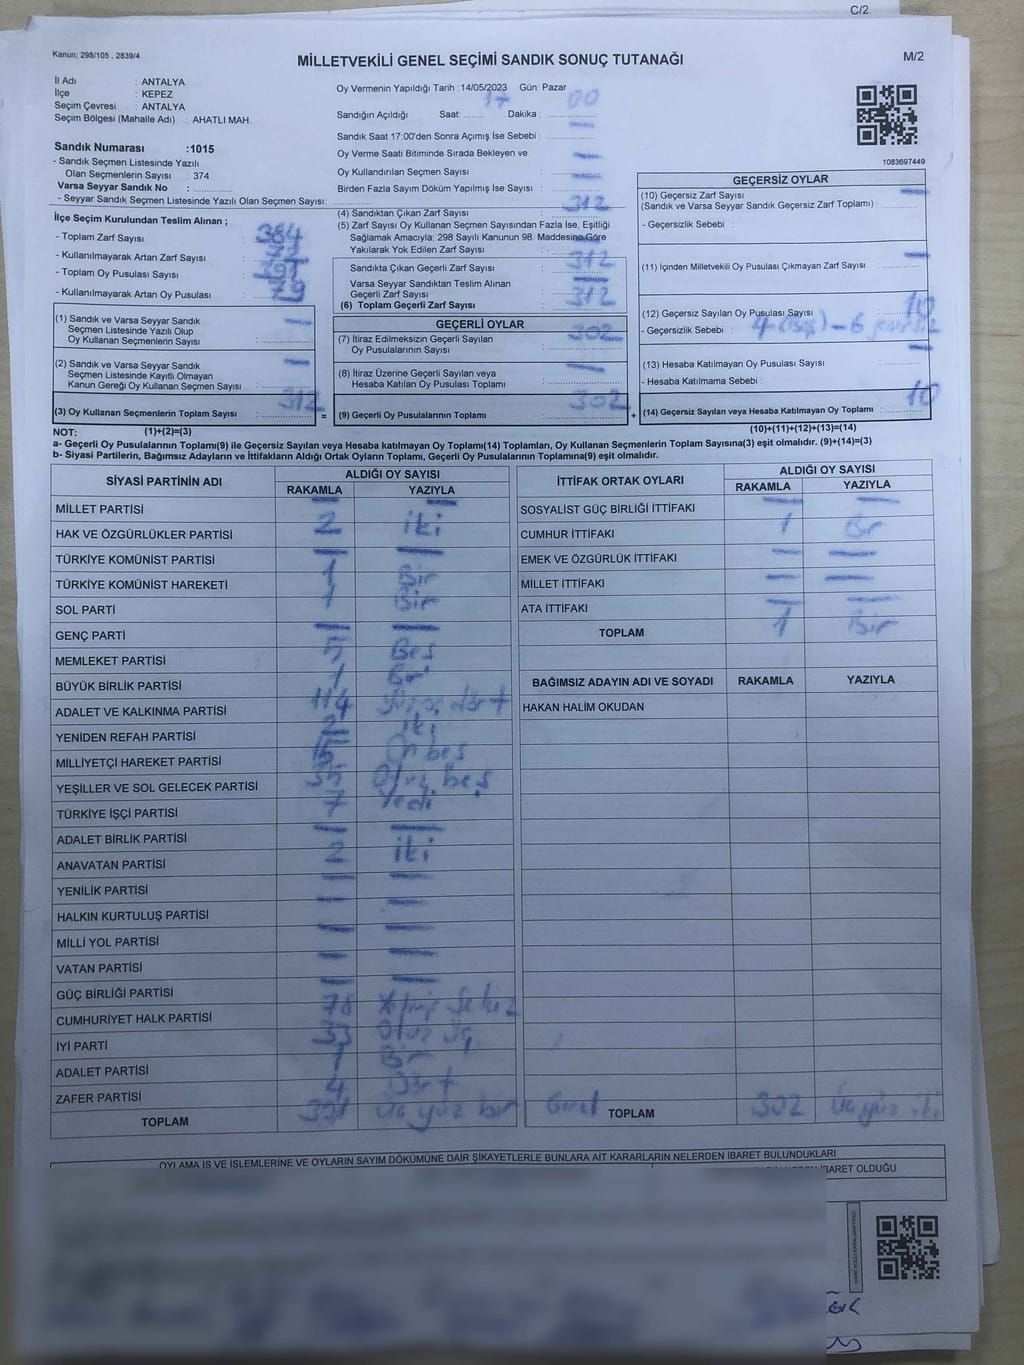 C/2
Kanun; 298/105 , 2839/4
MİLLETVEKİLİ GENEL SEÇİMİ SANDIK SONUÇ TUTANAĞI
M/2
İl Adı : ANTALYA
İlçe : KEPEZ
Seçim Çevresi : ANTALYA
Seçim Bölgesi (Mahalle Adı) : AHATLI MAH.
Sandık Numarası :1015
- Sandık Seçmen Listesinde Yazılı
Olan Seçmenlerin Sayısı : 374
Varsa Seyyar Sandık No :
- Seyyar Sandık Seçmen Listesinde Yazılı Olan Seçmen Sayısı:
Oy Vermenin Yapıldığı Tarih :14/05/2023 Gün: Pazar
Sandığın Açıldığı Saat: 17 Dakika : 00
Sandık Saat 17:00'den Sonra Açımış İse Sebebi : —
Oy Verme Saati Bitiminde Sırada Bekleyen ve
Oy Kullandırılan Seçmen Sayısı : —
Birden Fazla Sayım Döküm Yapılmış İse Sayısı : —
1083697449
İlçe Seçim Kurulundan Teslim Alınan ;
- Toplam Zarf Sayısı : 384
- Kullanılmayarak Artan Zarf Sayısı :
- Toplam Oy Pusulası Sayısı :
- Kullanılmayarak Artan Oy Pusulası : 79
(4) Sandıktan Çıkan Zarf Sayısı : 312
(5) Zarf Sayısı Oy Kullanan Seçmen Sayısından Fazla İse, Eşitliği
Sağlamak Amacıyla; 298 Sayılı Kanunun 98. Maddesine Göre
Yakılarak Yok Edilen Zarf Sayısı : —
Sandıkta Çıkan Geçerli Zarf Sayısı : 312
Varsa Seyyar Sandıktan Teslim Alınan
Geçerli Zarf Sayısı : —
(6) Toplam Geçerli Zarf Sayısı : 312
GEÇERSİZ OYLAR
(10) Geçersiz Zarf Sayısı
(Sandık ve Varsa Seyyar Sandık Geçersiz Zarf Toplamı) : —
- Geçersizlik Sebebi :
(11) İçinden Milletvekili Oy Pusulası Çıkmayan Zarf Sayısı : —
(12) Geçersiz Sayılan Oy Pusulası Sayısı : 10
- Geçersizlik Sebebi : 4 - (Boş) - 6
(13) Hesaba Katılmayan Oy Pusulası Sayısı : —
- Hesaba Katılmama Sebebi :
(14) Geçersiz Sayılan veya Hesaba Katılmayan Oy Toplamı : 10
(1) Sandık ve Varsa Seyyar Sandık
Seçmen Listesinde Yazılı Olup
Oy Kullanan Seçmenlerin Sayısı : —
(2) Sandık ve Varsa Seyyar Sandık
Seçmen Listesinde Kayıtlı Olmayan
Kanun Gereği Oy Kullanan Seçmen Sayısı : —
(3) Oy Kullanan Seçmenlerin Toplam Sayısı : 312 =
GEÇERLİ OYLAR
(7) İtiraz Edilmeksizin Geçerli Sayılan
Oy Pusulalarının Sayısı : 302
(8) İtiraz Üzerine Geçerli Sayılan veya
Hesaba Katılan Oy Pusulası Toplamı : —
(9) Geçerli Oy Pusulalarının Toplamı : 302 +
NOT: (1)+(2)=(3) (10)+(11)+(12)+(13)=(14)
a- Geçerli Oy Pusulalarının Toplamı(9) ile Geçersiz Sayılan veya Hesaba katılmayan Oy Toplamı(14) Toplamları, Oy Kullanan Seçmenlerin Toplam Sayısına(3) eşit olmalıdır. (9)+(14)=(3)
b- Siyasi Partilerin, Bağımsız Adayların ve İttifakların Aldığı Ortak Oyların Toplamı, Geçerli Oy Pusulalarının Toplamına(9) eşit olmalıdır.
SİYASİ PARTİNİN ADI ALDIĞI OY SAYISI
RAKAMLA YAZIYLA
MİLLET PARTİSİ — —
HAK VE ÖZGÜRLÜKLER PARTİSİ 2 iki
TÜRKİYE KOMÜNİST PARTİSİ — —
TÜRKİYE KOMÜNİST HAREKETİ 1 Bir
SOL PARTİ 1 Bir
GENÇ PARTİ — —
MEMLEKET PARTİSİ 5 Beş
BÜYÜK BİRLİK PARTİSİ 1 Bir
ADALET VE KALKINMA PARTİSİ 114
YENİDEN REFAH PARTİSİ 2 iki
MİLLİYETÇİ HAREKET PARTİSİ 15 On beş
YEŞİLLER VE SOL GELECEK PARTİSİ 35 Otuz beş
TÜRKİYE İŞÇİ PARTİSİ 7 Yedi
ADALET BİRLİK PARTİSİ — —
ANAVATAN PARTİSİ 2 iki
YENİLİK PARTİSİ — —
HALKIN KURTULUŞ PARTİSİ — —
MİLLİ YOL PARTİSİ — —
VATAN PARTİSİ — —
GÜÇ BİRLİĞİ PARTİSİ — —
CUMHURİYET HALK PARTİSİ 78 Yetmiş Sekiz
İYİ PARTİ 33 Otuz üç
ADALET PARTİSİ 1 Bir
ZAFER PARTİSİ 4 Dört
TOPLAM 301 üç yüz bir
İTTİFAK ORTAK OYLARI ALDIĞI OY SAYISI
RAKAMLA YAZIYLA
SOSYALİST GÜÇ BİRLİĞİ İTTİFAKI — —
CUMHUR İTTİFAKI 1 Bir
EMEK VE ÖZGÜRLÜK İTTİFAKI — —
MİLLET İTTİFAKI — —
ATA İTTİFAKI — —
TOPLAM 1 Bir
BAĞIMSIZ ADAYIN ADI VE SOYADI RAKAMLA YAZIYLA
HAKAN HALİM OKUDAN
Genel TOPLAM 302 üç yüz iki
OYLAMA İŞ VE İŞLEMLERİNE VE OYLARIN SAYIM DÖKÜMÜNE DAİR ŞİKAYETLERLE BUNLARA AİT KARARLARIN NELERDEN İBARET BULUNDUKLARI
İBARET OLDUĞU